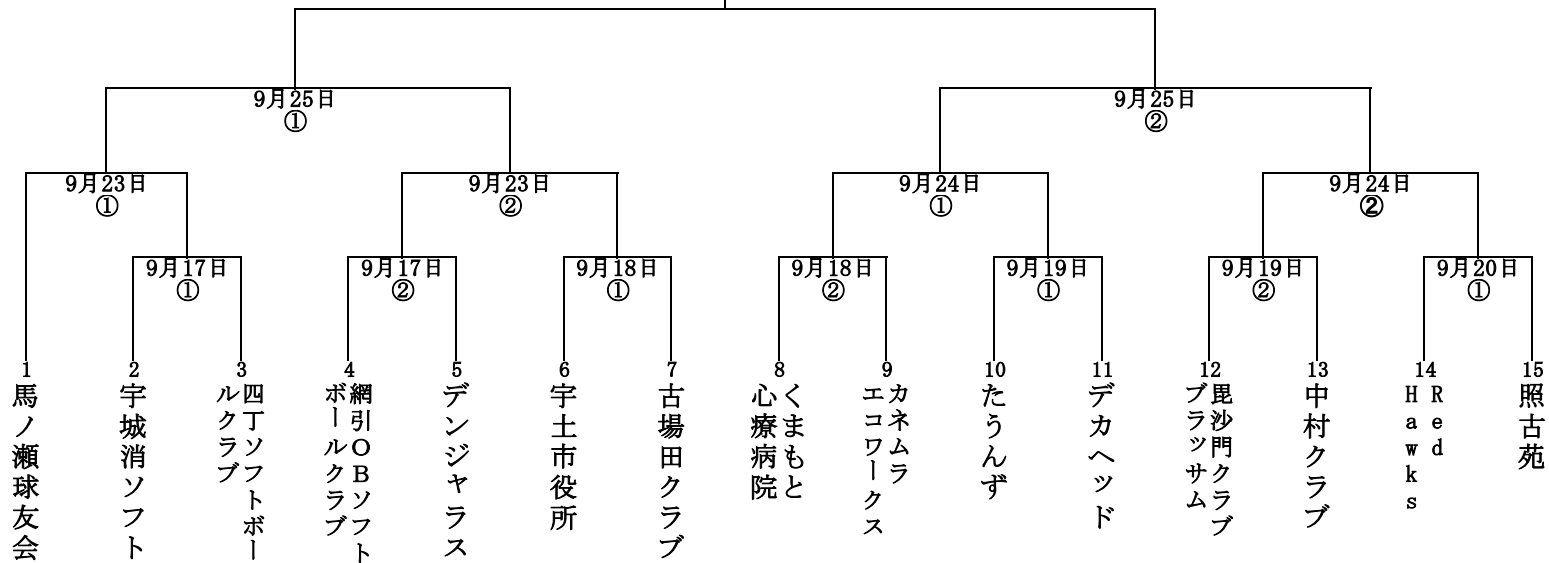 9月25日
①
9月25日
②
9月23日
①
9月23日
②
9月24日
①
9月24日
②
9月17日
①
9月17日
②
9月18日
①
9月18日
②
9月19日
①
9月19日
②
9月20日
①
1
馬ノ瀬球友会
2
宇城消ソフト
3
四丁ソフトボー
ルクラブ
4
網引OBソフト
ボールクラブ
5
デンジャラス
6
宇土市役所
7
古場田クラブ
8
くまもと
心療病院
9
カネムラ
エコワークス
10
たうんず
11
デカヘッド
12
毘沙門クラブ
ブラッサム
13
中村クラブ
14
Red
Hawks
15
照古苑